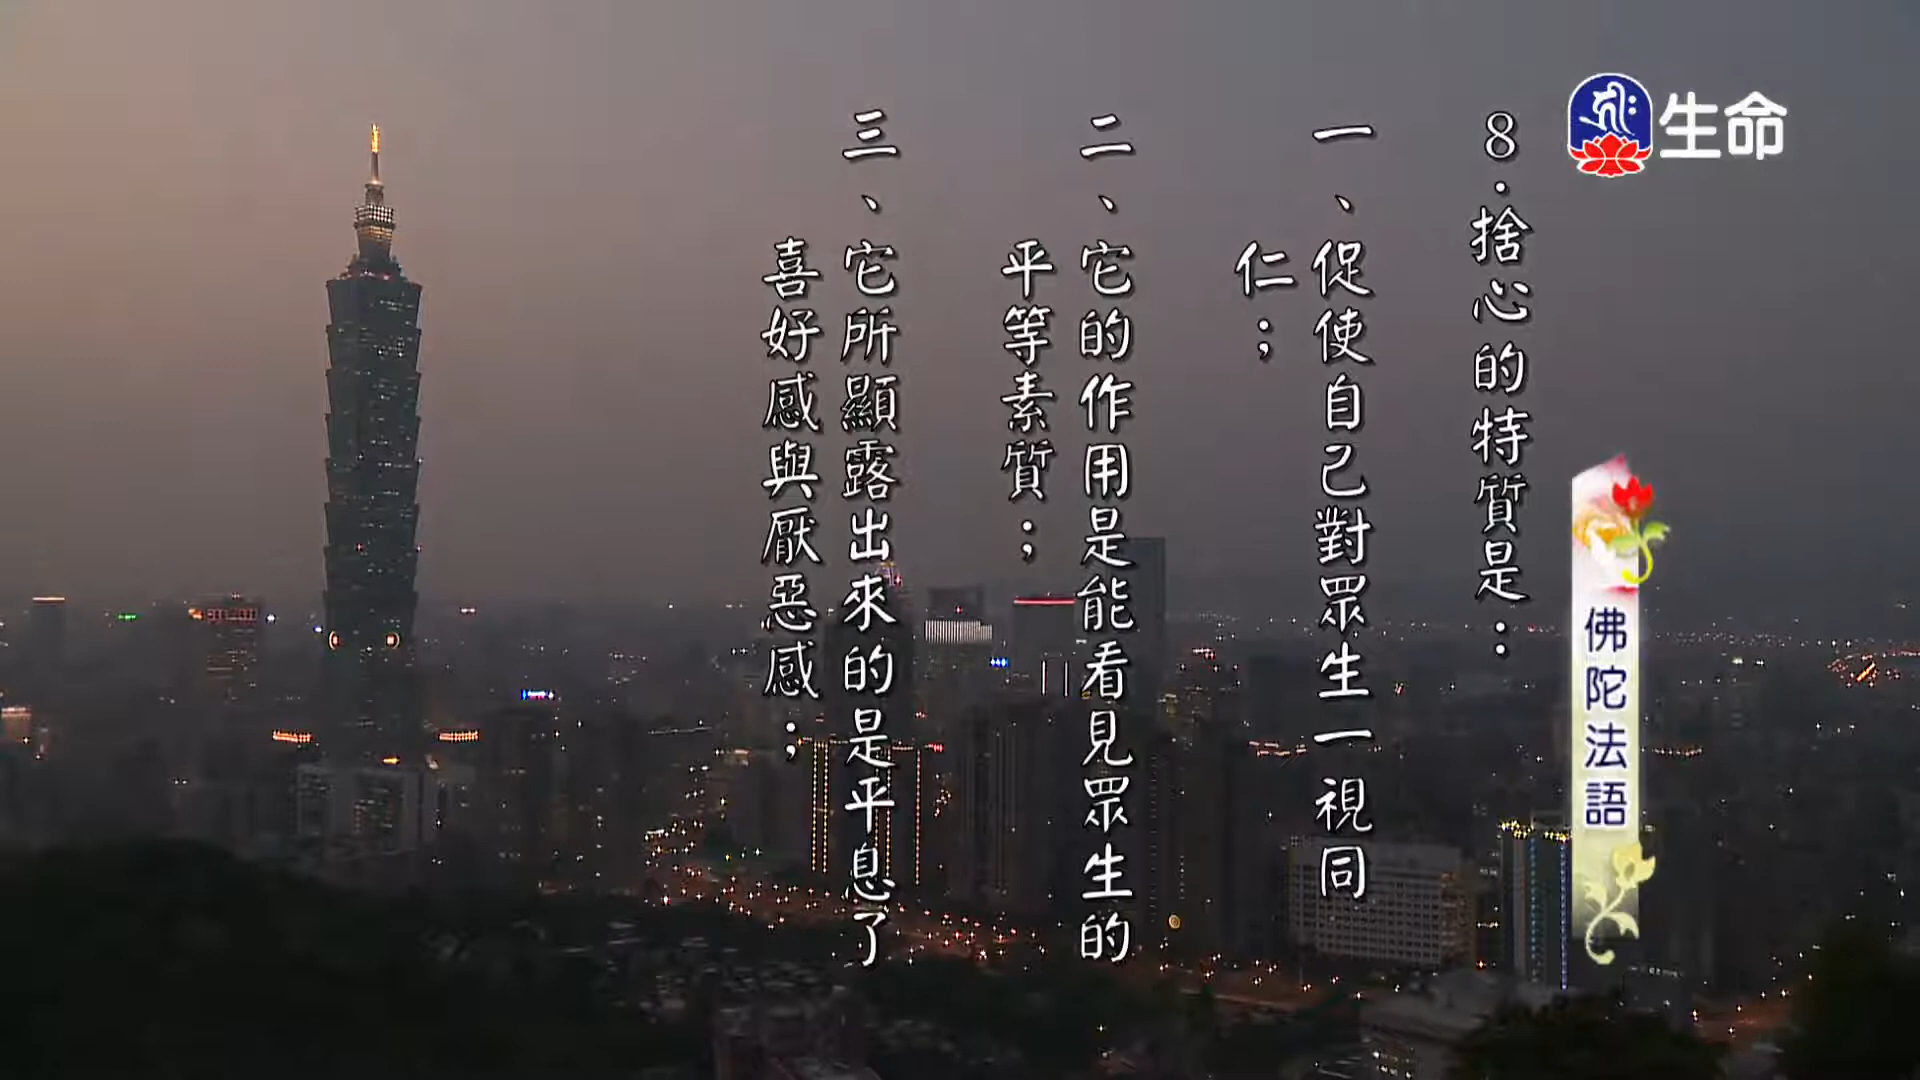 生命
8.捨心的特質是：
一、促使自己對眾生一視同
仁；
二、它的作用是能看見眾生的
平等素質；
三、它所顯露出來的是平息了
喜好感與厭惡感；
佛陀法語